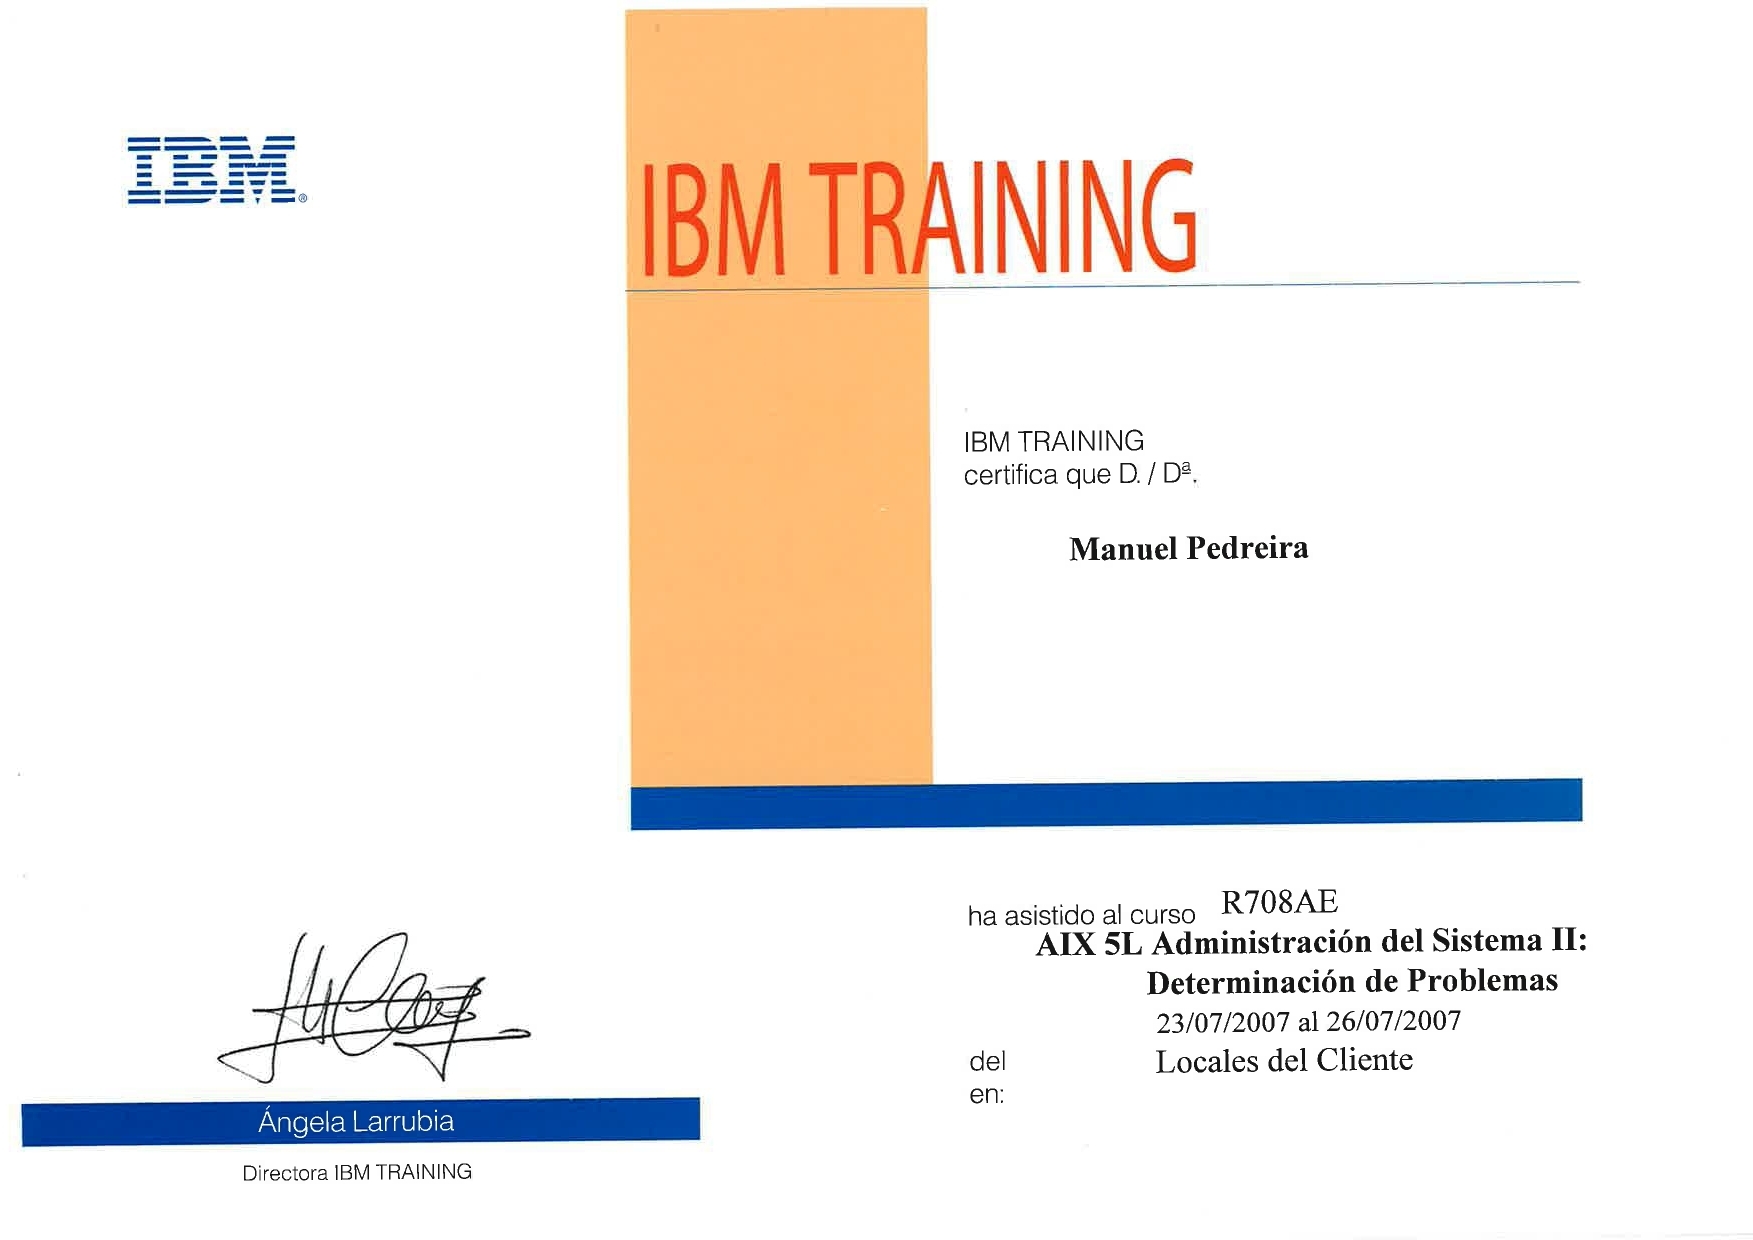 IBM®
IBM TRAINING
IBM TRAINING
certifica que D. / Dª.
Manuel Pedreira
ha asistido al curso R708AE
AIX 5L Administración del Sistema II:
Determinación de Problemas
23/07/2007 al 26/07/2007
del Locales del Cliente
en:
Ángela Larrubia
Directora IBM TRAINING